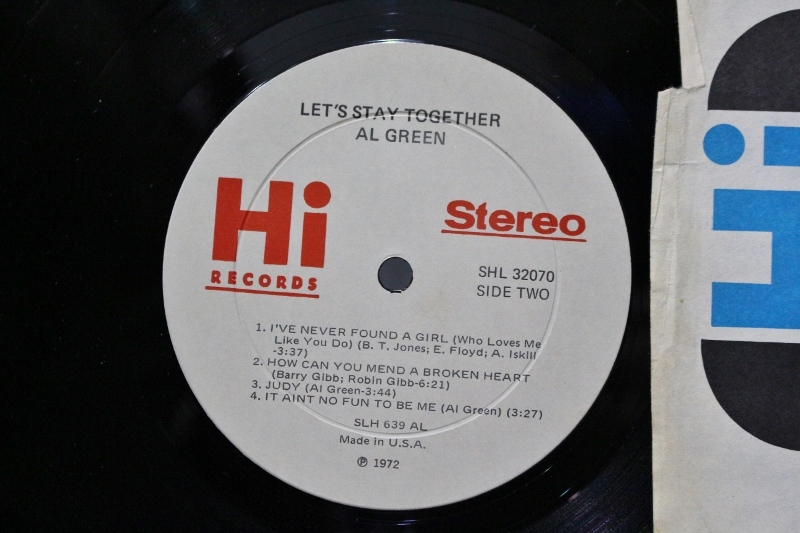 LET'S STAY TOGETHER
AL GREEN
Hi
RECORDS
Stereo
SHL 32070
SIDE TWO
1. I'VE NEVER FOUND A GIRL (Who Loves Me
Like You Do) (B. T. Jones; E. Floyd; A. Iskill
-3:37)
2. HOW CAN YOU MEND A BROKEN HEART
(Barry Gibb; Robin Gibb-6:21)
3. JUDY (Al Green-3:44)
4. IT AINT NO FUN TO BE ME (Al Green) (3:27)
SLH 639 AL
Made in U.S.A.
℗ 1972